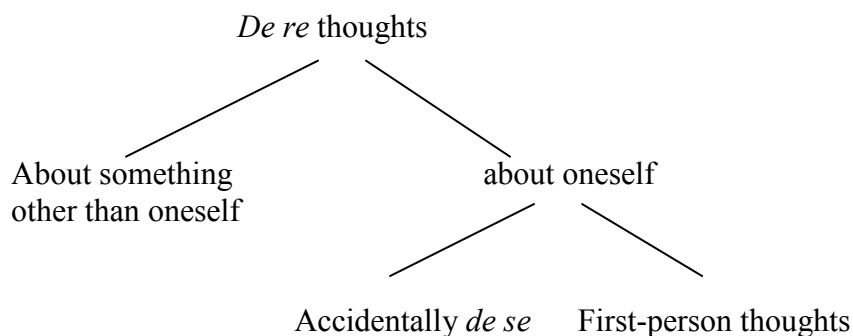 De re thoughts
About something
other than oneself
about oneself
Accidentally de se
First-person thoughts